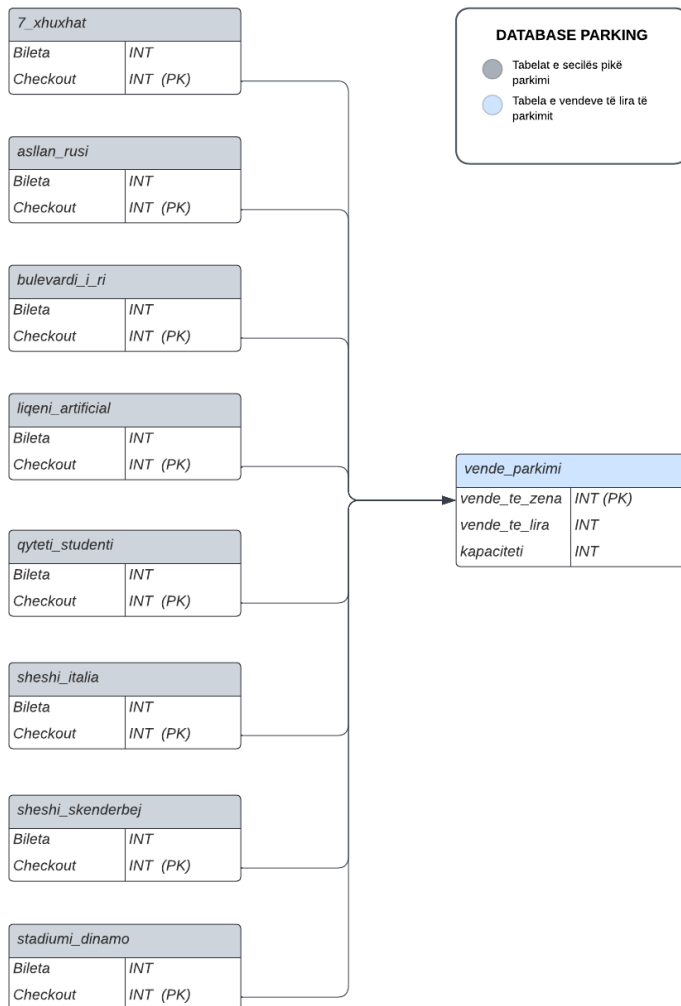 7_xhuxhat
Bileta INT
Checkout INT (PK)
asllan_rusi
Bileta INT
Checkout INT (PK)
bulevardi_i_ri
Bileta INT
Checkout INT (PK)
liqeni_artificial
Bileta INT
Checkout INT (PK)
qyteti_studenti
Bileta INT
Checkout INT (PK)
sheshi_italia
Bileta INT
Checkout INT (PK)
sheshi_skenderbej
Bileta INT
Checkout INT (PK)
stadiumi_dinamo
Bileta INT
Checkout INT (PK)
DATABASE PARKING
Tabelat e secilës pikë
parkimi
Tabela e vendeve të lira të
parkimit
vende_parkimi
vende_te_zena INT (PK)
vende_te_lira INT
kapaciteti INT